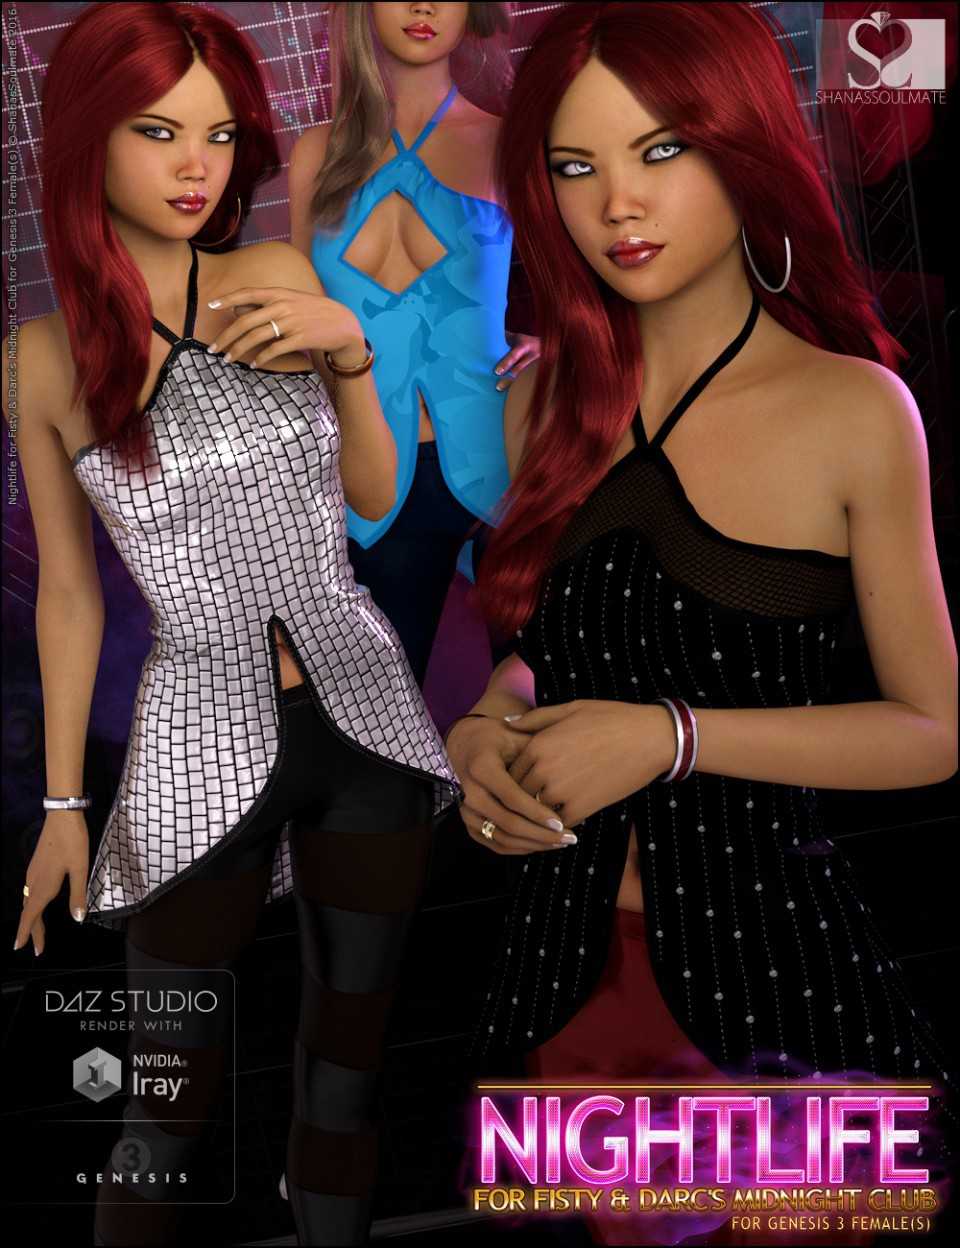 Nightlife for Fisty & Darc's Midnight Club for Genesis 3 Female(s) © ShanasSoulmate 2016
SS
SHANASSOULMATE
DAZ STUDIO
RENDER WITH
NVIDIA®
Iray®
3
GENESIS
NIGHTLIFE
FOR FISTY & DARC'S MIDNIGHT CLUB
FOR GENESIS 3 FEMALE(S)